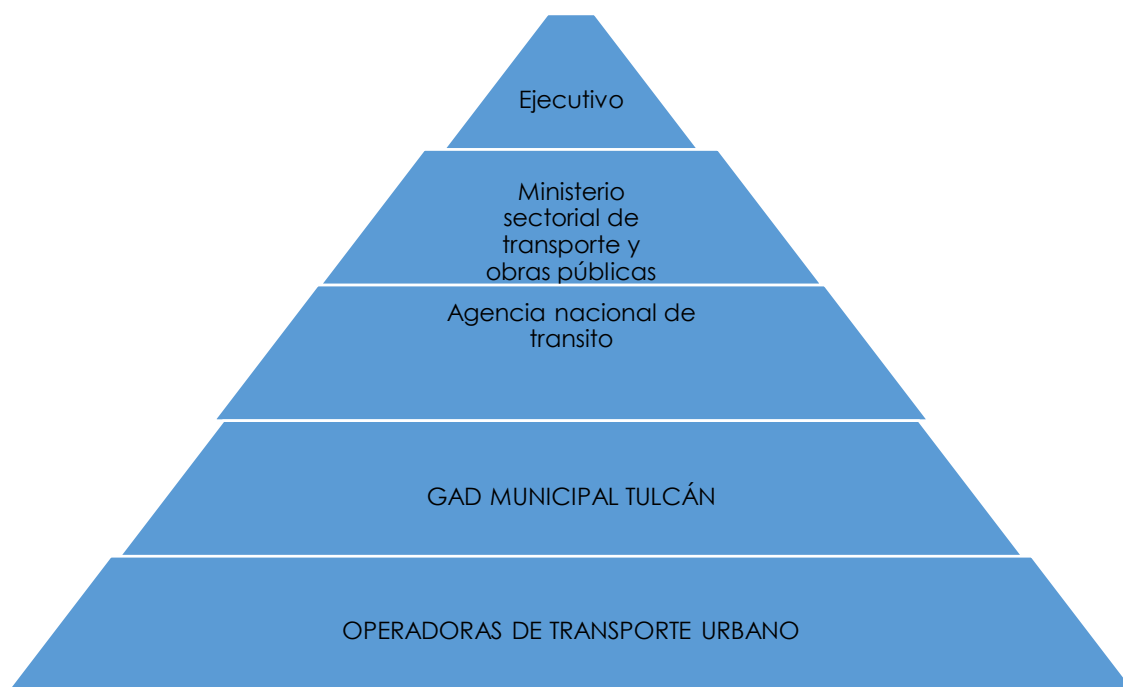 Ejecutivo
Ministerio
sectorial de
transporte y
obras públicas
Agencia nacional de
transito
GAD MUNICIPAL TULCÁN
OPERADORAS DE TRANSPORTE URBANO